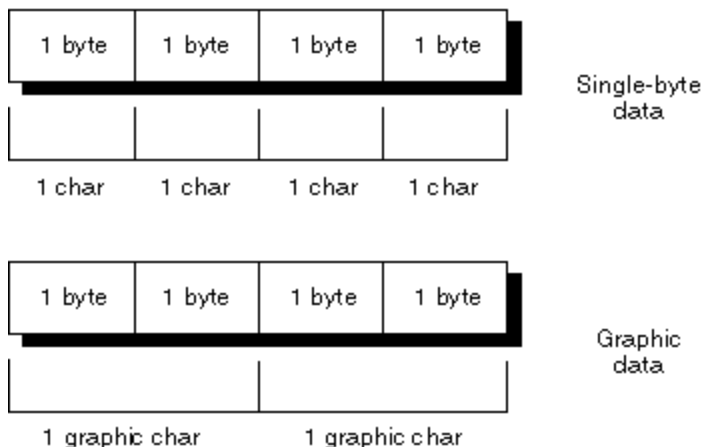 1 byte 1 byte 1 byte 1 byte
Single-byte
data
1 char 1 char 1 char 1 char
1 byte 1 byte 1 byte 1 byte
Graphic
data
1 graphic char 1 graphic char